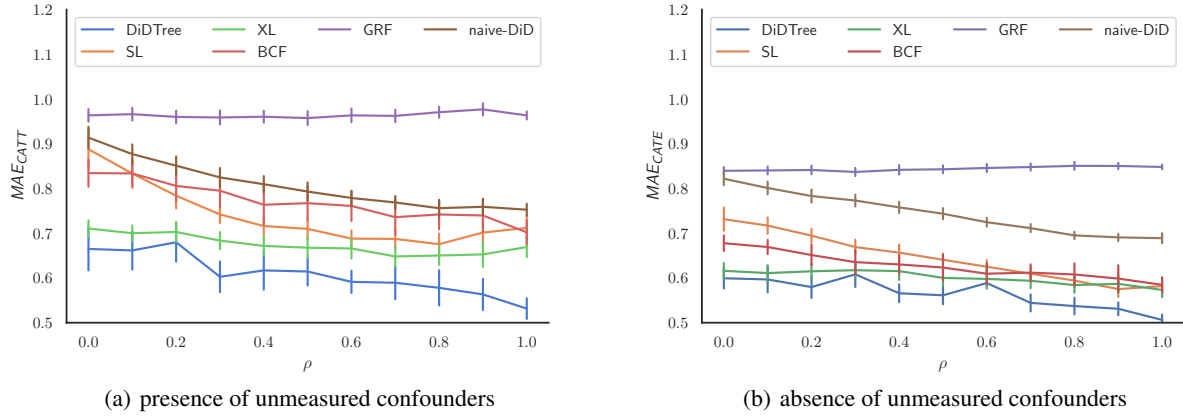 1.2
1.1
1.0
0.9
0.8
0.7
0.6
0.5
MAE_CATT
DiDTree XL GRF naive-DiD
SL BCF
0.0 0.2 0.4 0.6 0.8 1.0
ρ
(a) presence of unmeasured confounders
1.2
1.1
1.0
0.9
0.8
0.7
0.6
0.5
MAE_CATE
DiDTree XL GRF naive-DiD
SL BCF
0.0 0.2 0.4 0.6 0.8 1.0
ρ
(b) absence of unmeasured confounders